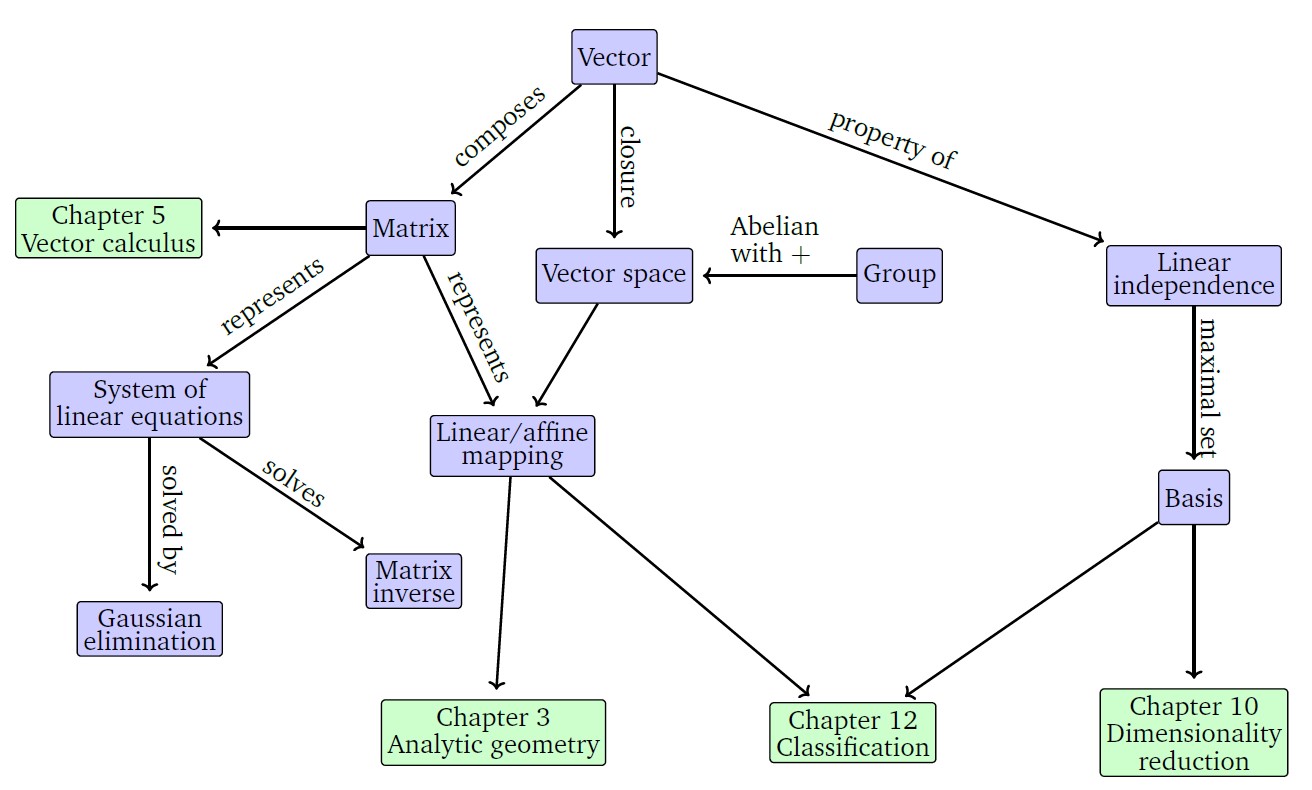 Vector
composes
closure
property of
Chapter 5
Vector calculus
Matrix
Abelian
with +
Vector space
Group
Linear
independence
represents
represents
maximal set
System of
linear equations
Linear/affine
mapping
solved by
solves
Basis
Matrix
inverse
Gaussian
elimination
Chapter 3
Analytic geometry
Chapter 12
Classification
Chapter 10
Dimensionality
reduction